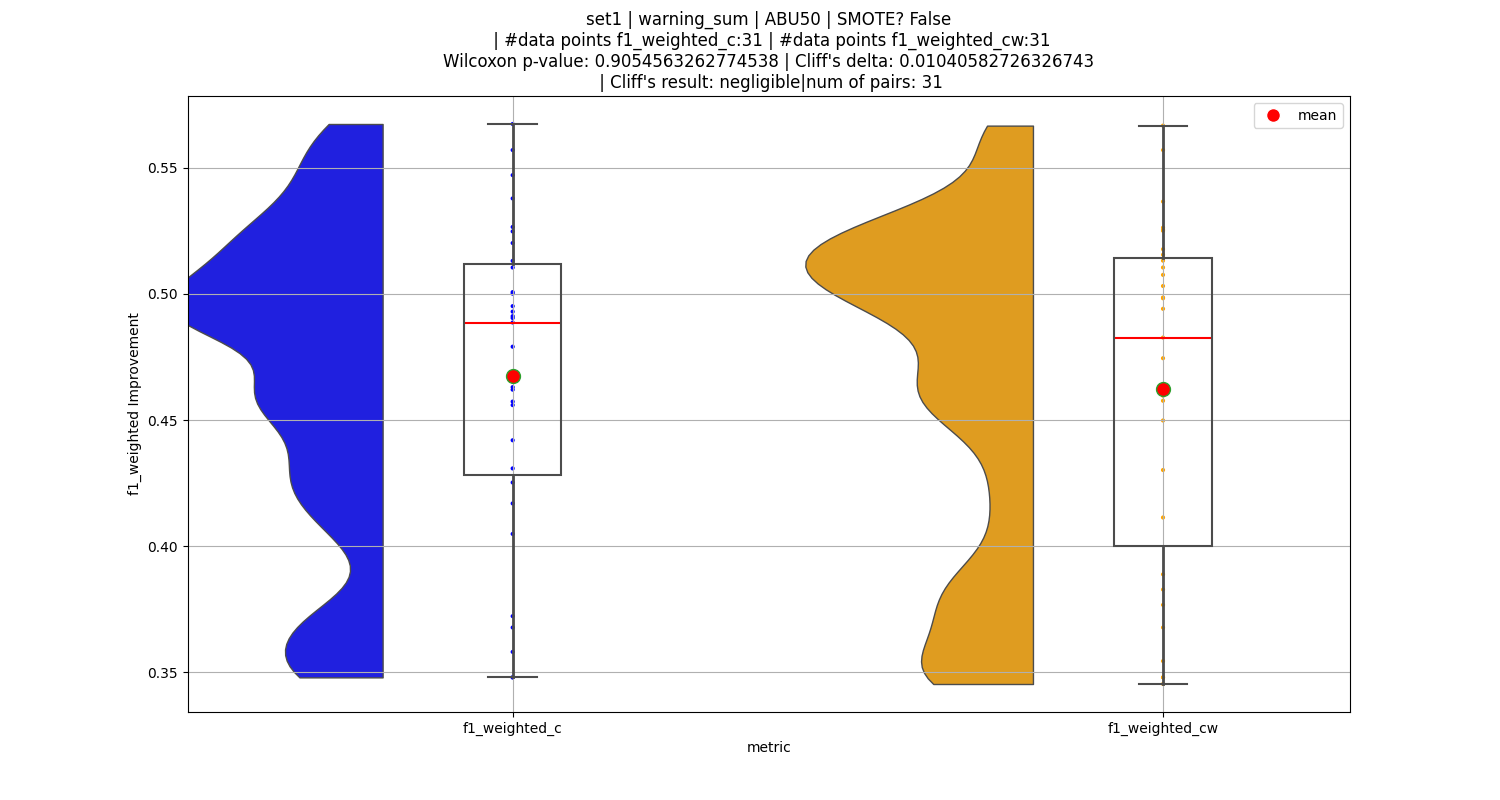 set1 | warning_sum | ABU50 | SMOTE? False
| #data points f1_weighted_c:31 | #data points f1_weighted_cw:31
Wilcoxon p-value: 0.9054563262774538 | Cliff's delta: 0.01040582726326743
| Cliff's result: negligible|num of pairs: 31
mean
0.55
0.50
0.45
0.40
0.35
f1_weighted Improvement
f1_weighted_c
f1_weighted_cw
metric